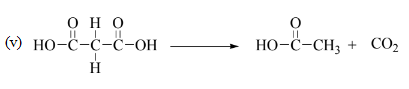 O H O O
(v) HO–C–C–C–OH ⟶ HO–C–CH₃ + CO₂
H